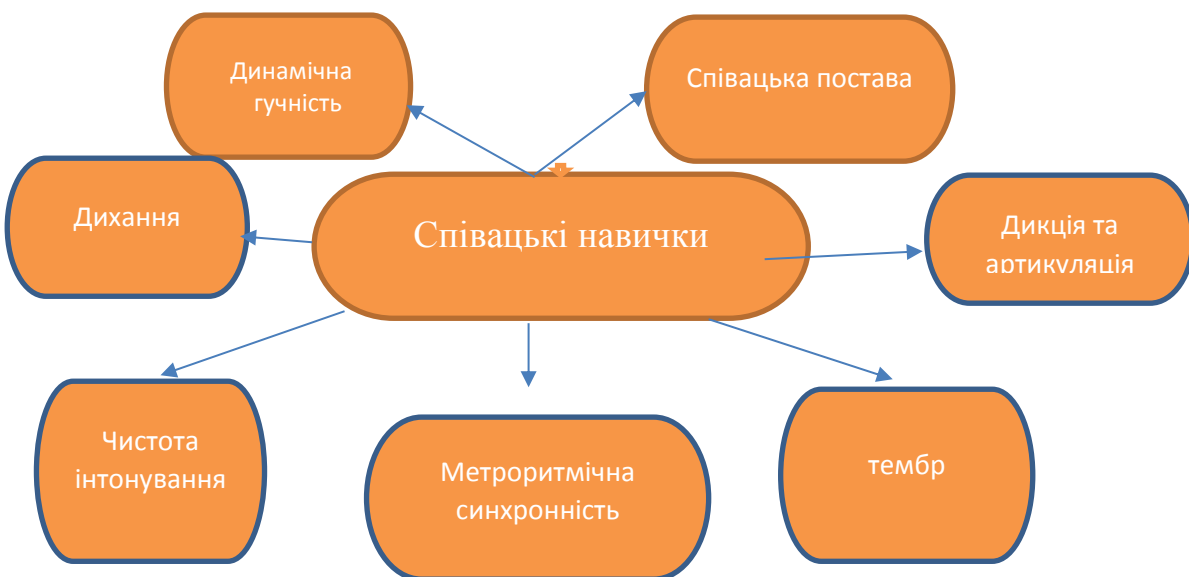 Динамічна
гучність
Співацька постава
Дихання
Співацькі навички
Дикція та
артикуляція
Чистота
інтонування
Метроритмічна
синхронність
тембр